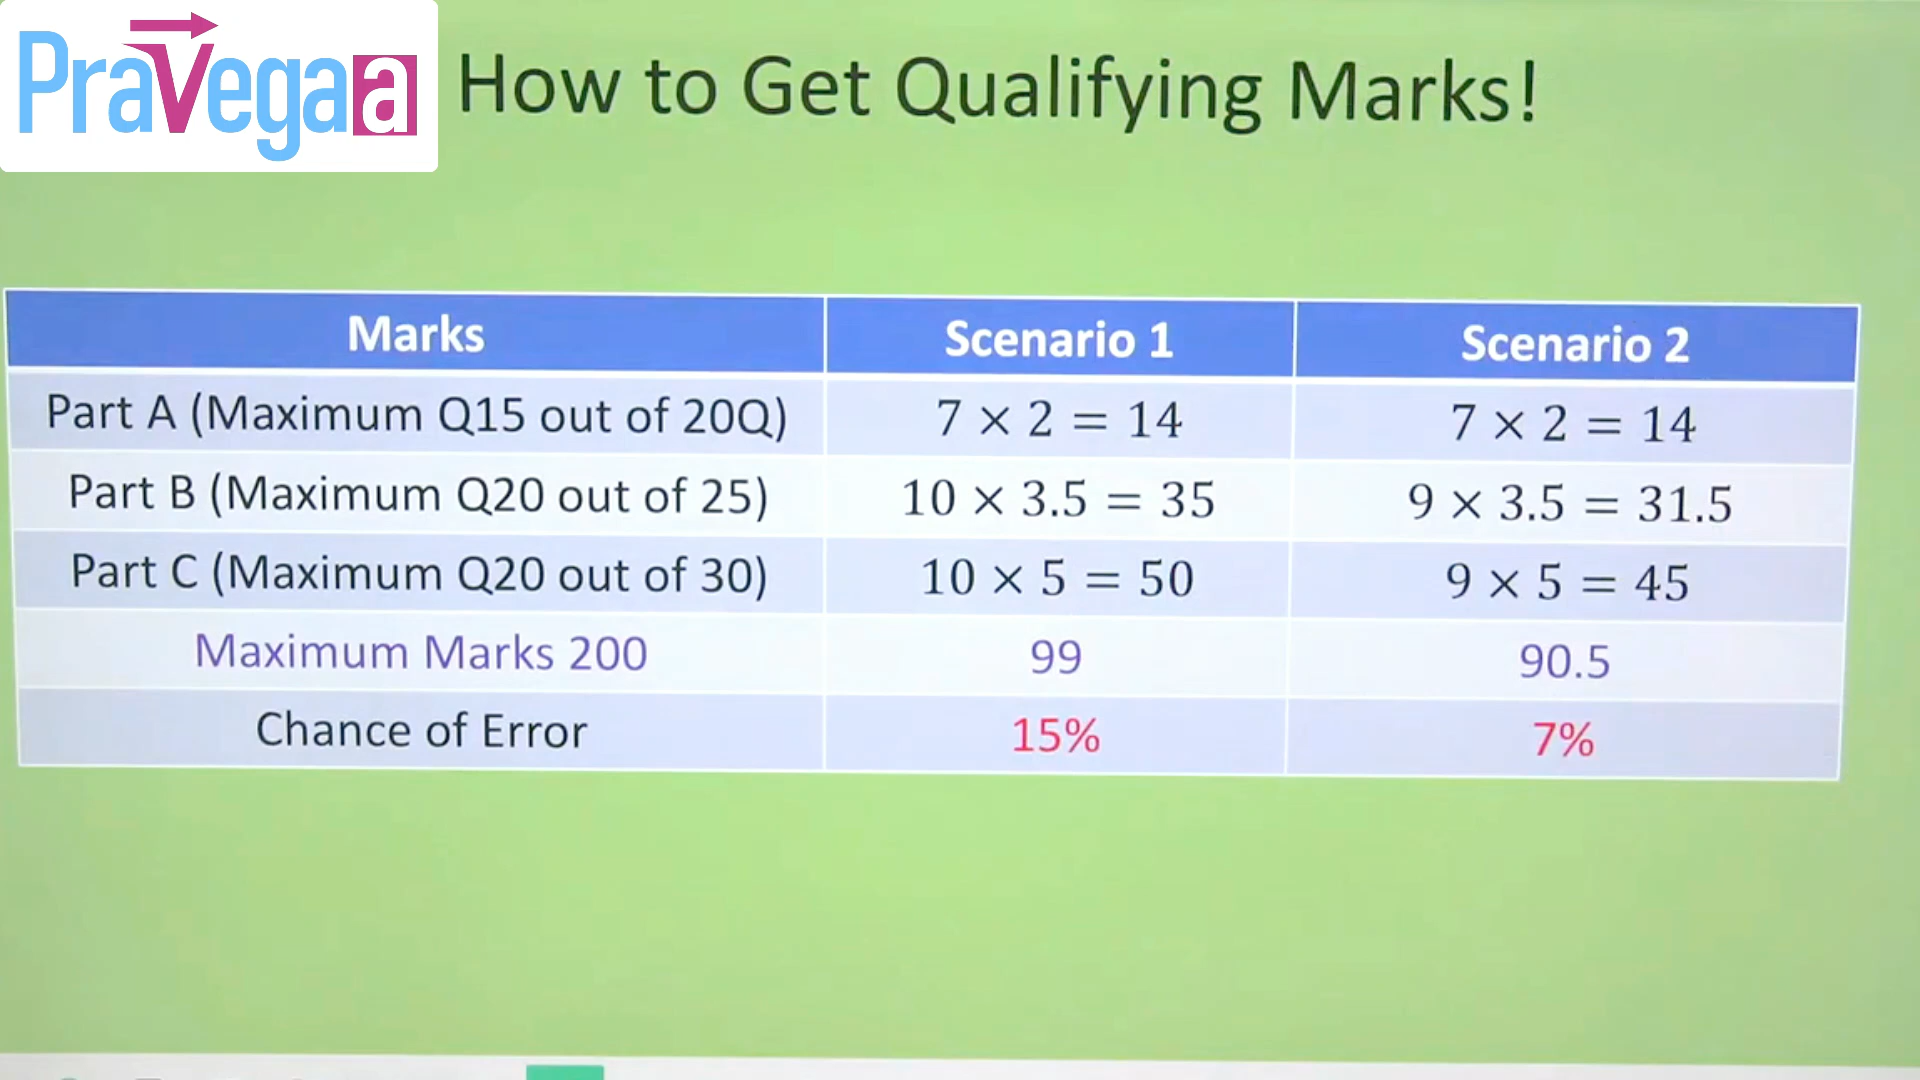 Pravegaa
How to Get Qualifying Marks!
Marks Scenario 1 Scenario 2
Part A (Maximum Q15 out of 20Q) 7 × 2 = 14 7 × 2 = 14
Part B (Maximum Q20 out of 25) 10 × 3.5 = 35 9 × 3.5 = 31.5
Part C (Maximum Q20 out of 30) 10 × 5 = 50 9 × 5 = 45
Maximum Marks 200 99 90.5
Chance of Error 15% 7%